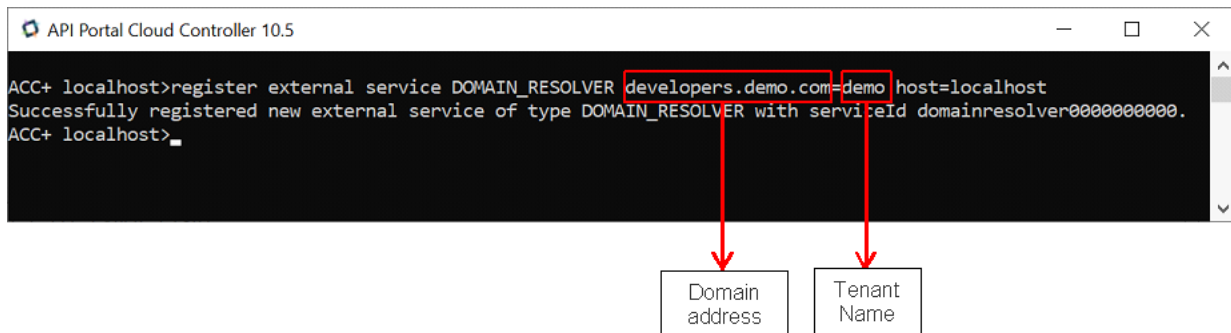 API Portal Cloud Controller 10.5
ACC+ localhost>register external service DOMAIN_RESOLVER developers.demo.com=demo host=localhost
Successfully registered new external service of type DOMAIN_RESOLVER with serviceId domainresolver0000000000.
ACC+ localhost>
Domain
address
Tenant
Name